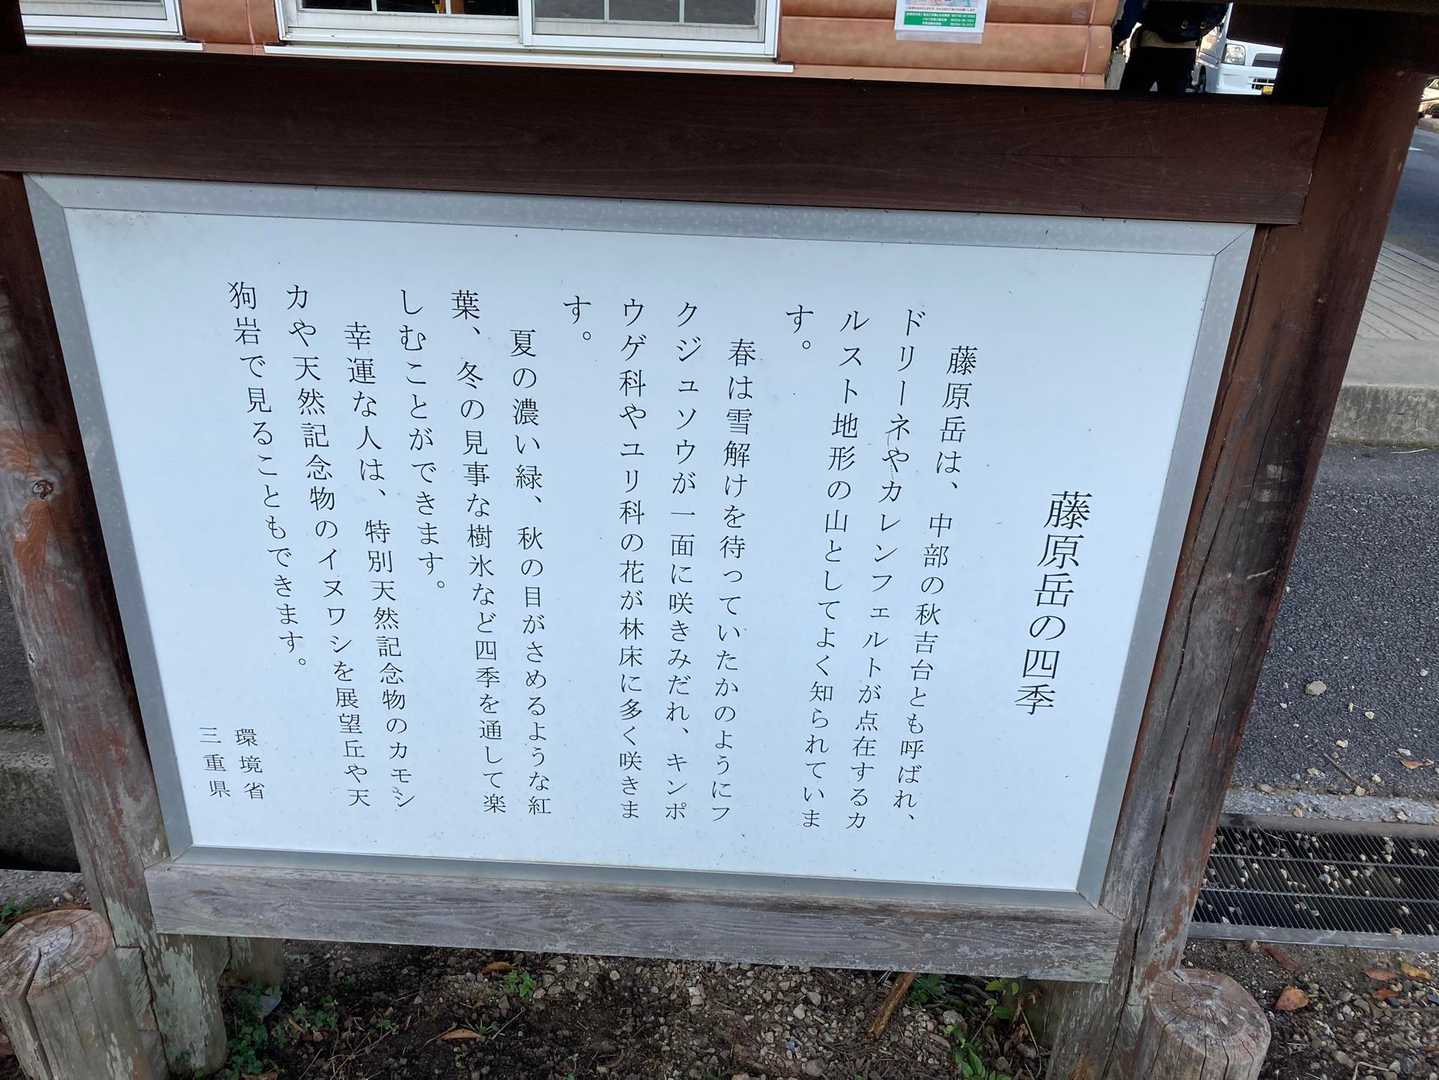 藤原岳の四季
藤原岳は、中部の秋吉台とも呼ばれ、
ドリーネやカレンフェルトが点在するカ
ルスト地形の山としてよく知られていま
す。
春は雪解けを待っていたかのようにフ
クジュソウが一面に咲きみだれ、キンポ
ウゲ科やユリ科の花が林床に多く咲きま
す。
夏の濃い緑、秋の目がさめるような紅
葉、冬の見事な樹氷など四季を通して楽
しむことができます。
幸運な人は、特別天然記念物のカモシ
カや天然記念物のイヌワシを展望丘や天
狗岩で見ることもできます。
環境省
三重県